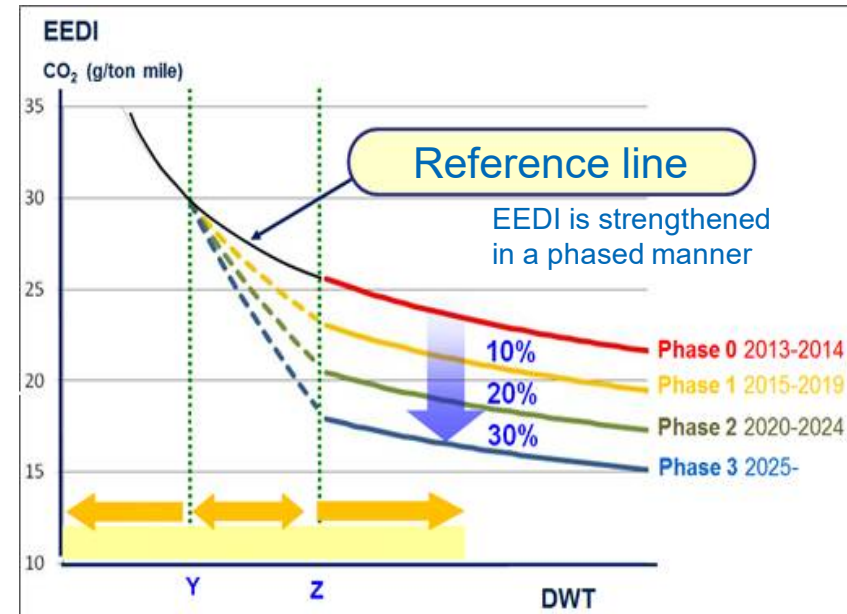 EEDI
CO₂ (g/ton mile)
35
30
25
20
15
10
Reference line
EEDI is strengthened
in a phased manner
10%
20%
30%
Phase 0 2013-2014
Phase 1 2015-2019
Phase 2 2020-2024
Phase 3 2025-
Y
Z
DWT